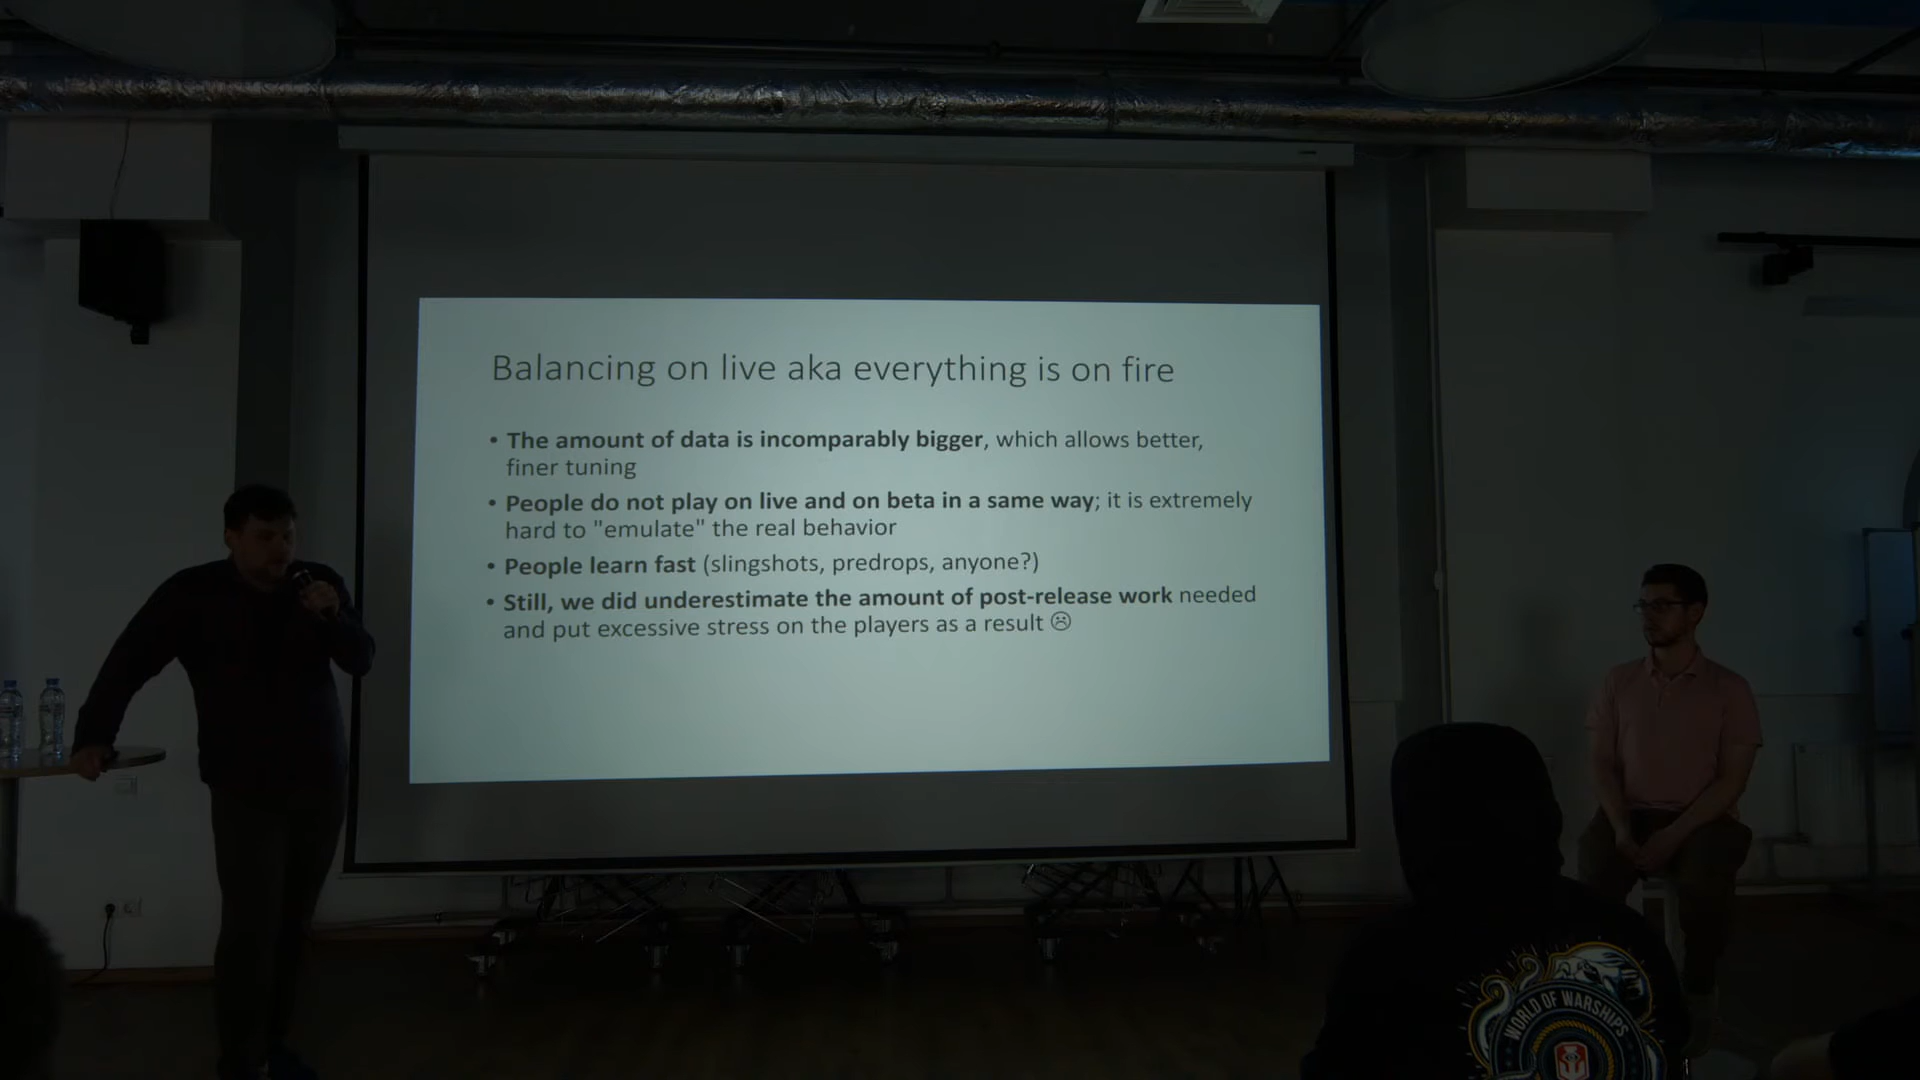 Balancing on live aka everything is on fire
• The amount of data is incomparably bigger, which allows better,
finer tuning
• People do not play on live and on beta in a same way; it is extremely
hard to "emulate" the real behavior
• People learn fast (slingshots, predrops, anyone?)
• Still, we did underestimate the amount of post-release work needed
and put excessive stress on the players as a result ☹
WORLD OF WARSHIPS